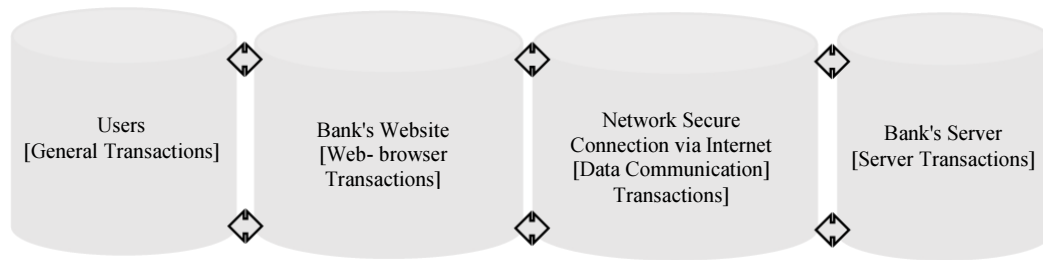 Users
[General Transactions]
Bank's Website
[Web- browser
Transactions]
Network Secure
Connection via Internet
[Data Communication]
Transactions]
Bank's Server
[Server Transactions]